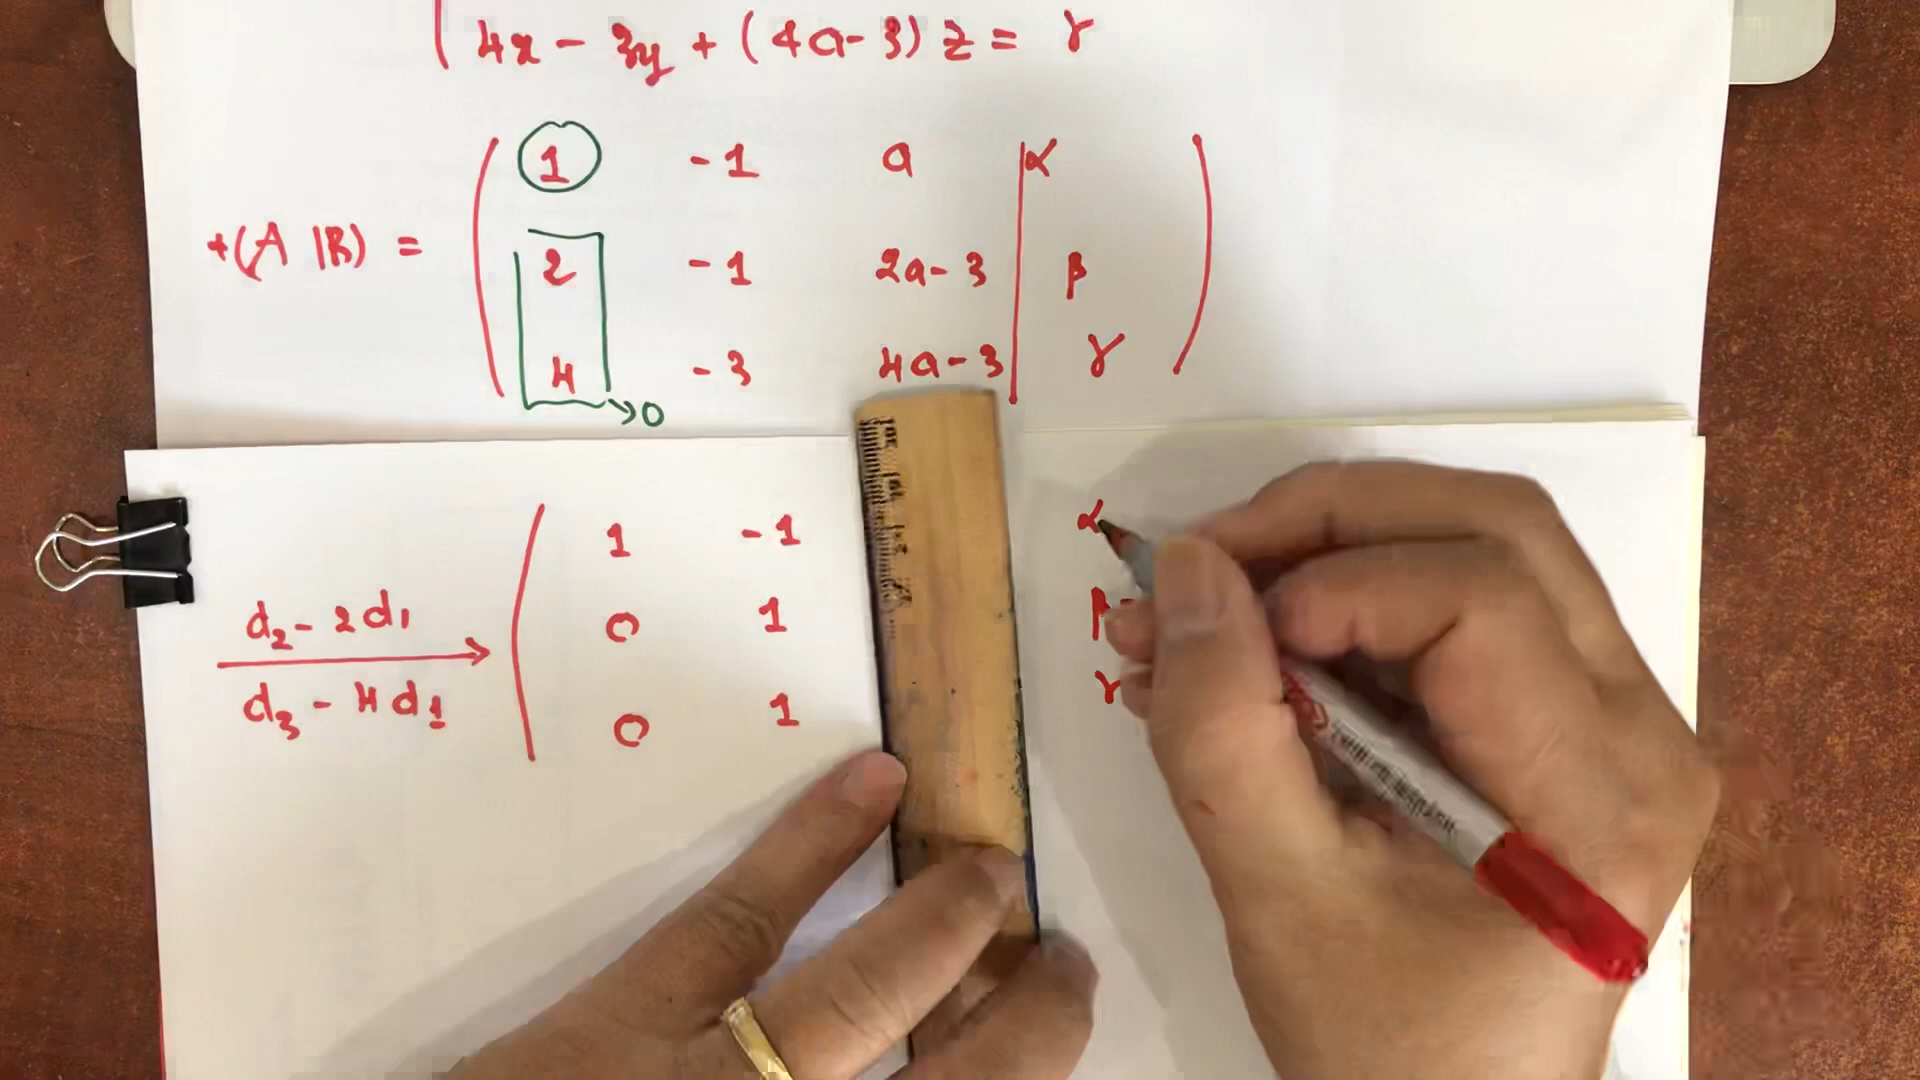 4x - 3y + (4a-3) z = γ
1 -1 a α
+(A|B) = 2 -1 2a-3 β
4 -3 4a-3 γ
→0
1 -1 α
d₂ - 2d₁ 0 1 β -
d₃ - 4d₁ 0 1 γ